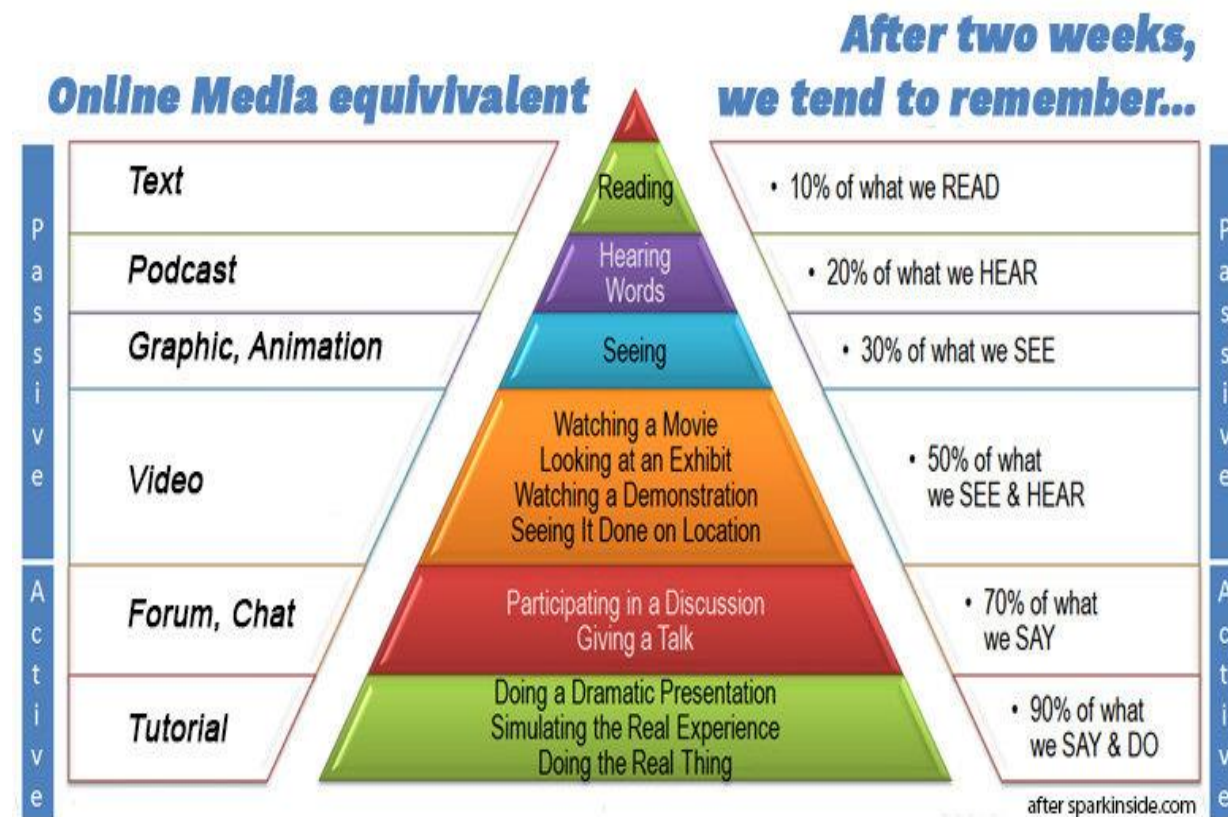 After two weeks,
Online Media equivivalent
we tend to remember...
Passive
Text
Reading
• 10% of what we READ
Passive
Podcast
Hearing
Words
• 20% of what we HEAR
Graphic, Animation
Seeing
• 30% of what we SEE
Video
Watching a Movie
Looking at an Exhibit
Watching a Demonstration
Seeing It Done on Location
• 50% of what
we SEE & HEAR
Active
Forum, Chat
Participating in a Discussion
Giving a Talk
• 70% of what
we SAY
Active
Tutorial
Doing a Dramatic Presentation
Simulating the Real Experience
Doing the Real Thing
• 90% of what
we SAY & DO
after sparkinside.com